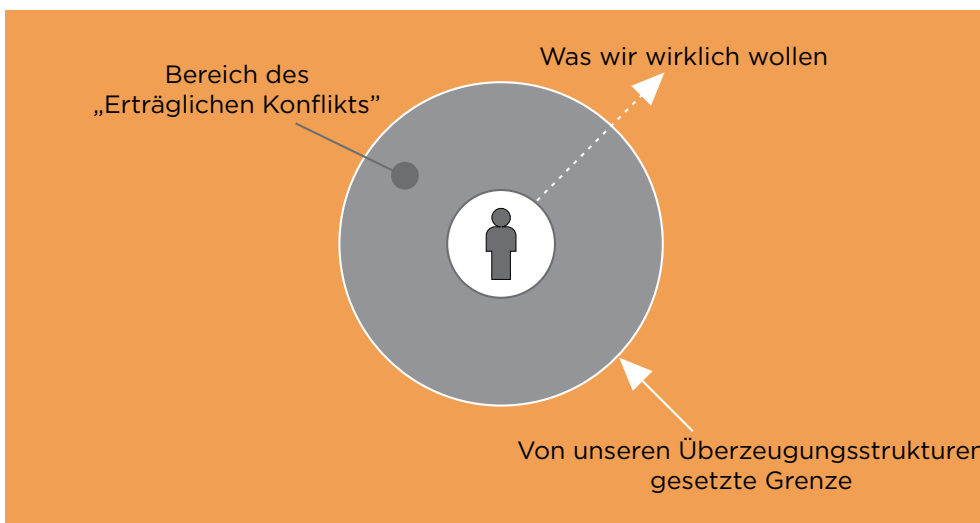 Was wir wirklich wollen
Bereich des
„Erträglichen Konflikts”
Von unseren Überzeugungsstrukturen
gesetzte Grenze